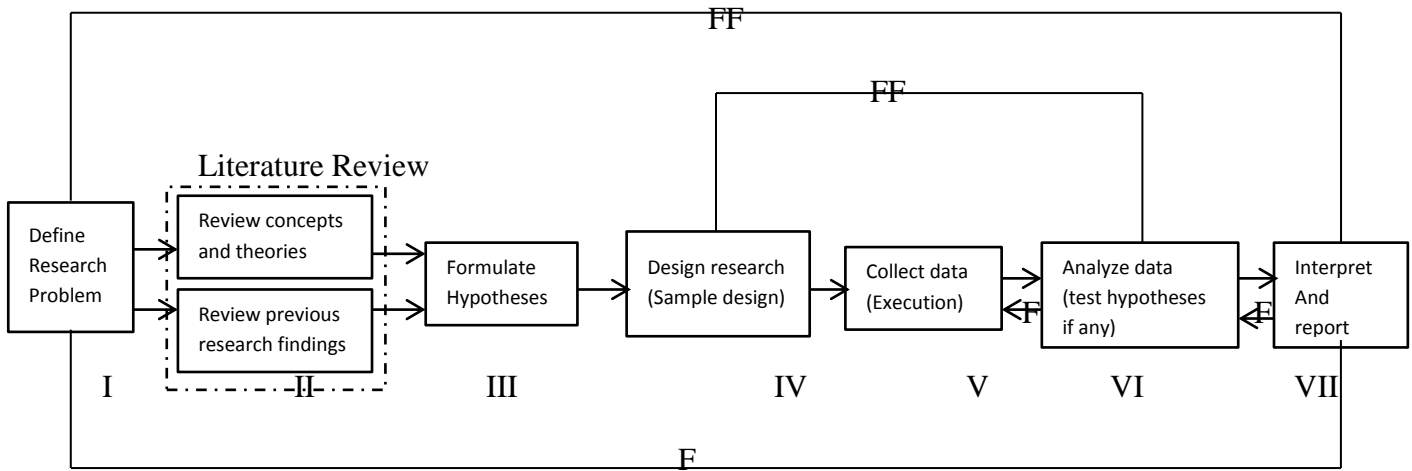 FF
FF
Literature Review
Define
Research
Problem
Review concepts
and theories
Review previous
research findings
Formulate
Hypotheses
Design research
(Sample design)
Collect data
(Execution)
F
Analyze data
(test hypotheses
if any)
F
Interpret
And
report
I
II
III
IV
V
VI
VII
F